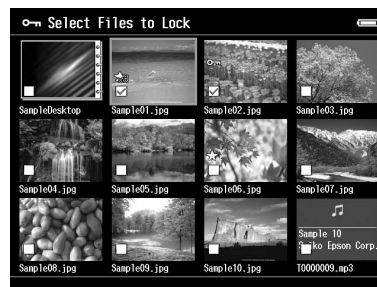 Select Files to Lock
SampleDesktop Sample01.jpg Sample02.jpg Sample03.jpg
Sample04.jpg Sample05.jpg Sample06.jpg Sample07.jpg
Sample 10
Seiko Epson Corp.
Sample08.jpg Sample09.jpg Sample10.jpg T0000009.mp3